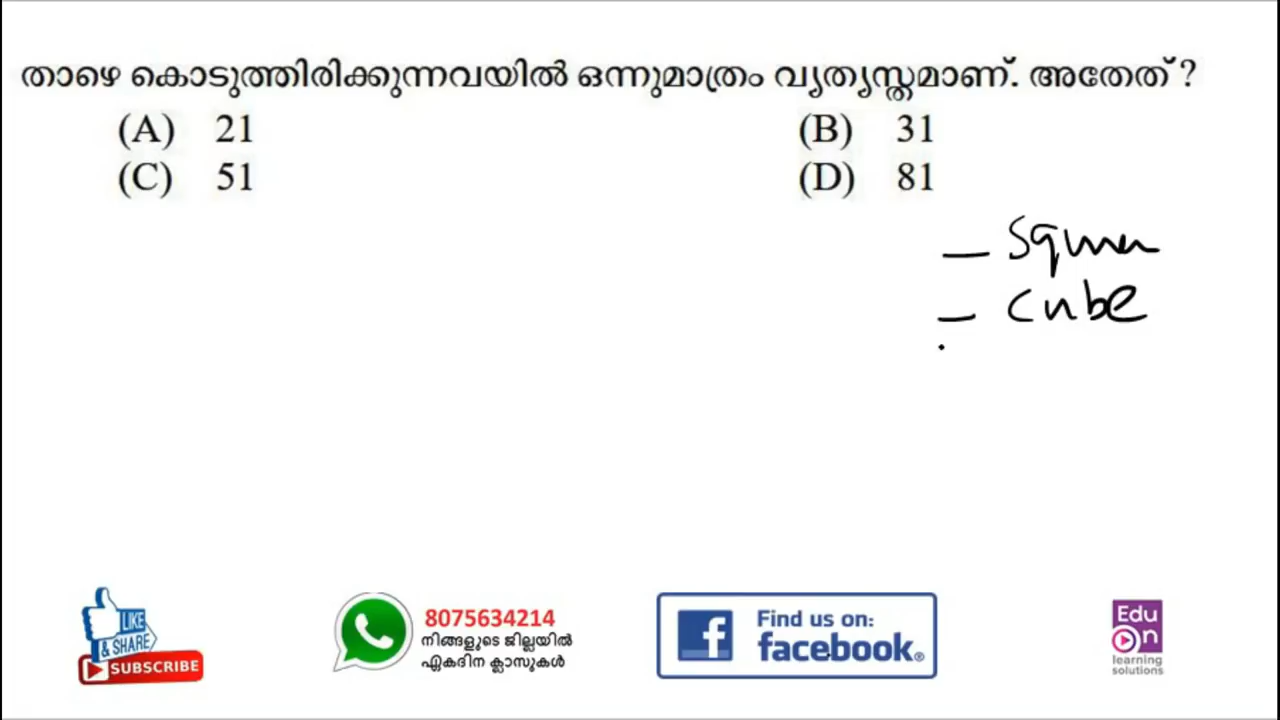 താഴെ കൊടുത്തിരിക്കുന്നവയിൽ ഒന്നുമാത്രം വ്യത്യസ്തമാണ്. അതേത് ?
(A) 21 (B) 31
(C) 51 (D) 81
— Square
— Cube
LIKE & SHARE
SUBSCRIBE
8075634214
നിങ്ങളുടെ ജില്ലയിൽ
ഏകദിന ക്ലാസുകൾ
Find us on:
facebook®
Edu
On
learning
solutions